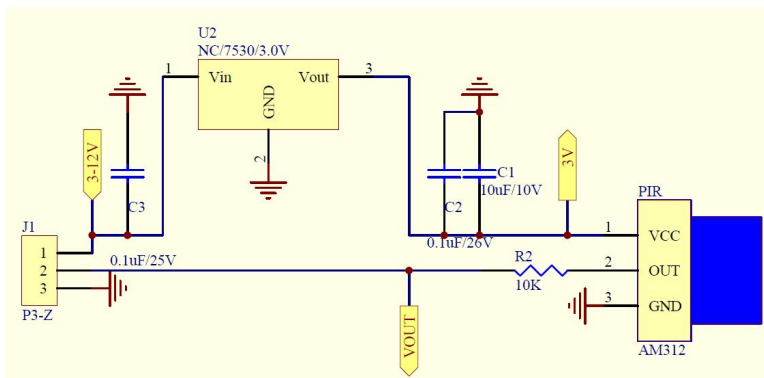 U2
NC/7530/3.0V
1
Vin
Vout
3
GND
2
3-12V
C3
C1
10uF/10V
C2
0.1uF/26V
3V
PIR
J1
1
2
3
P3-Z
0.1uF/25V
R2
10K
VOUT
1
VCC
2
OUT
3
GND
AM312